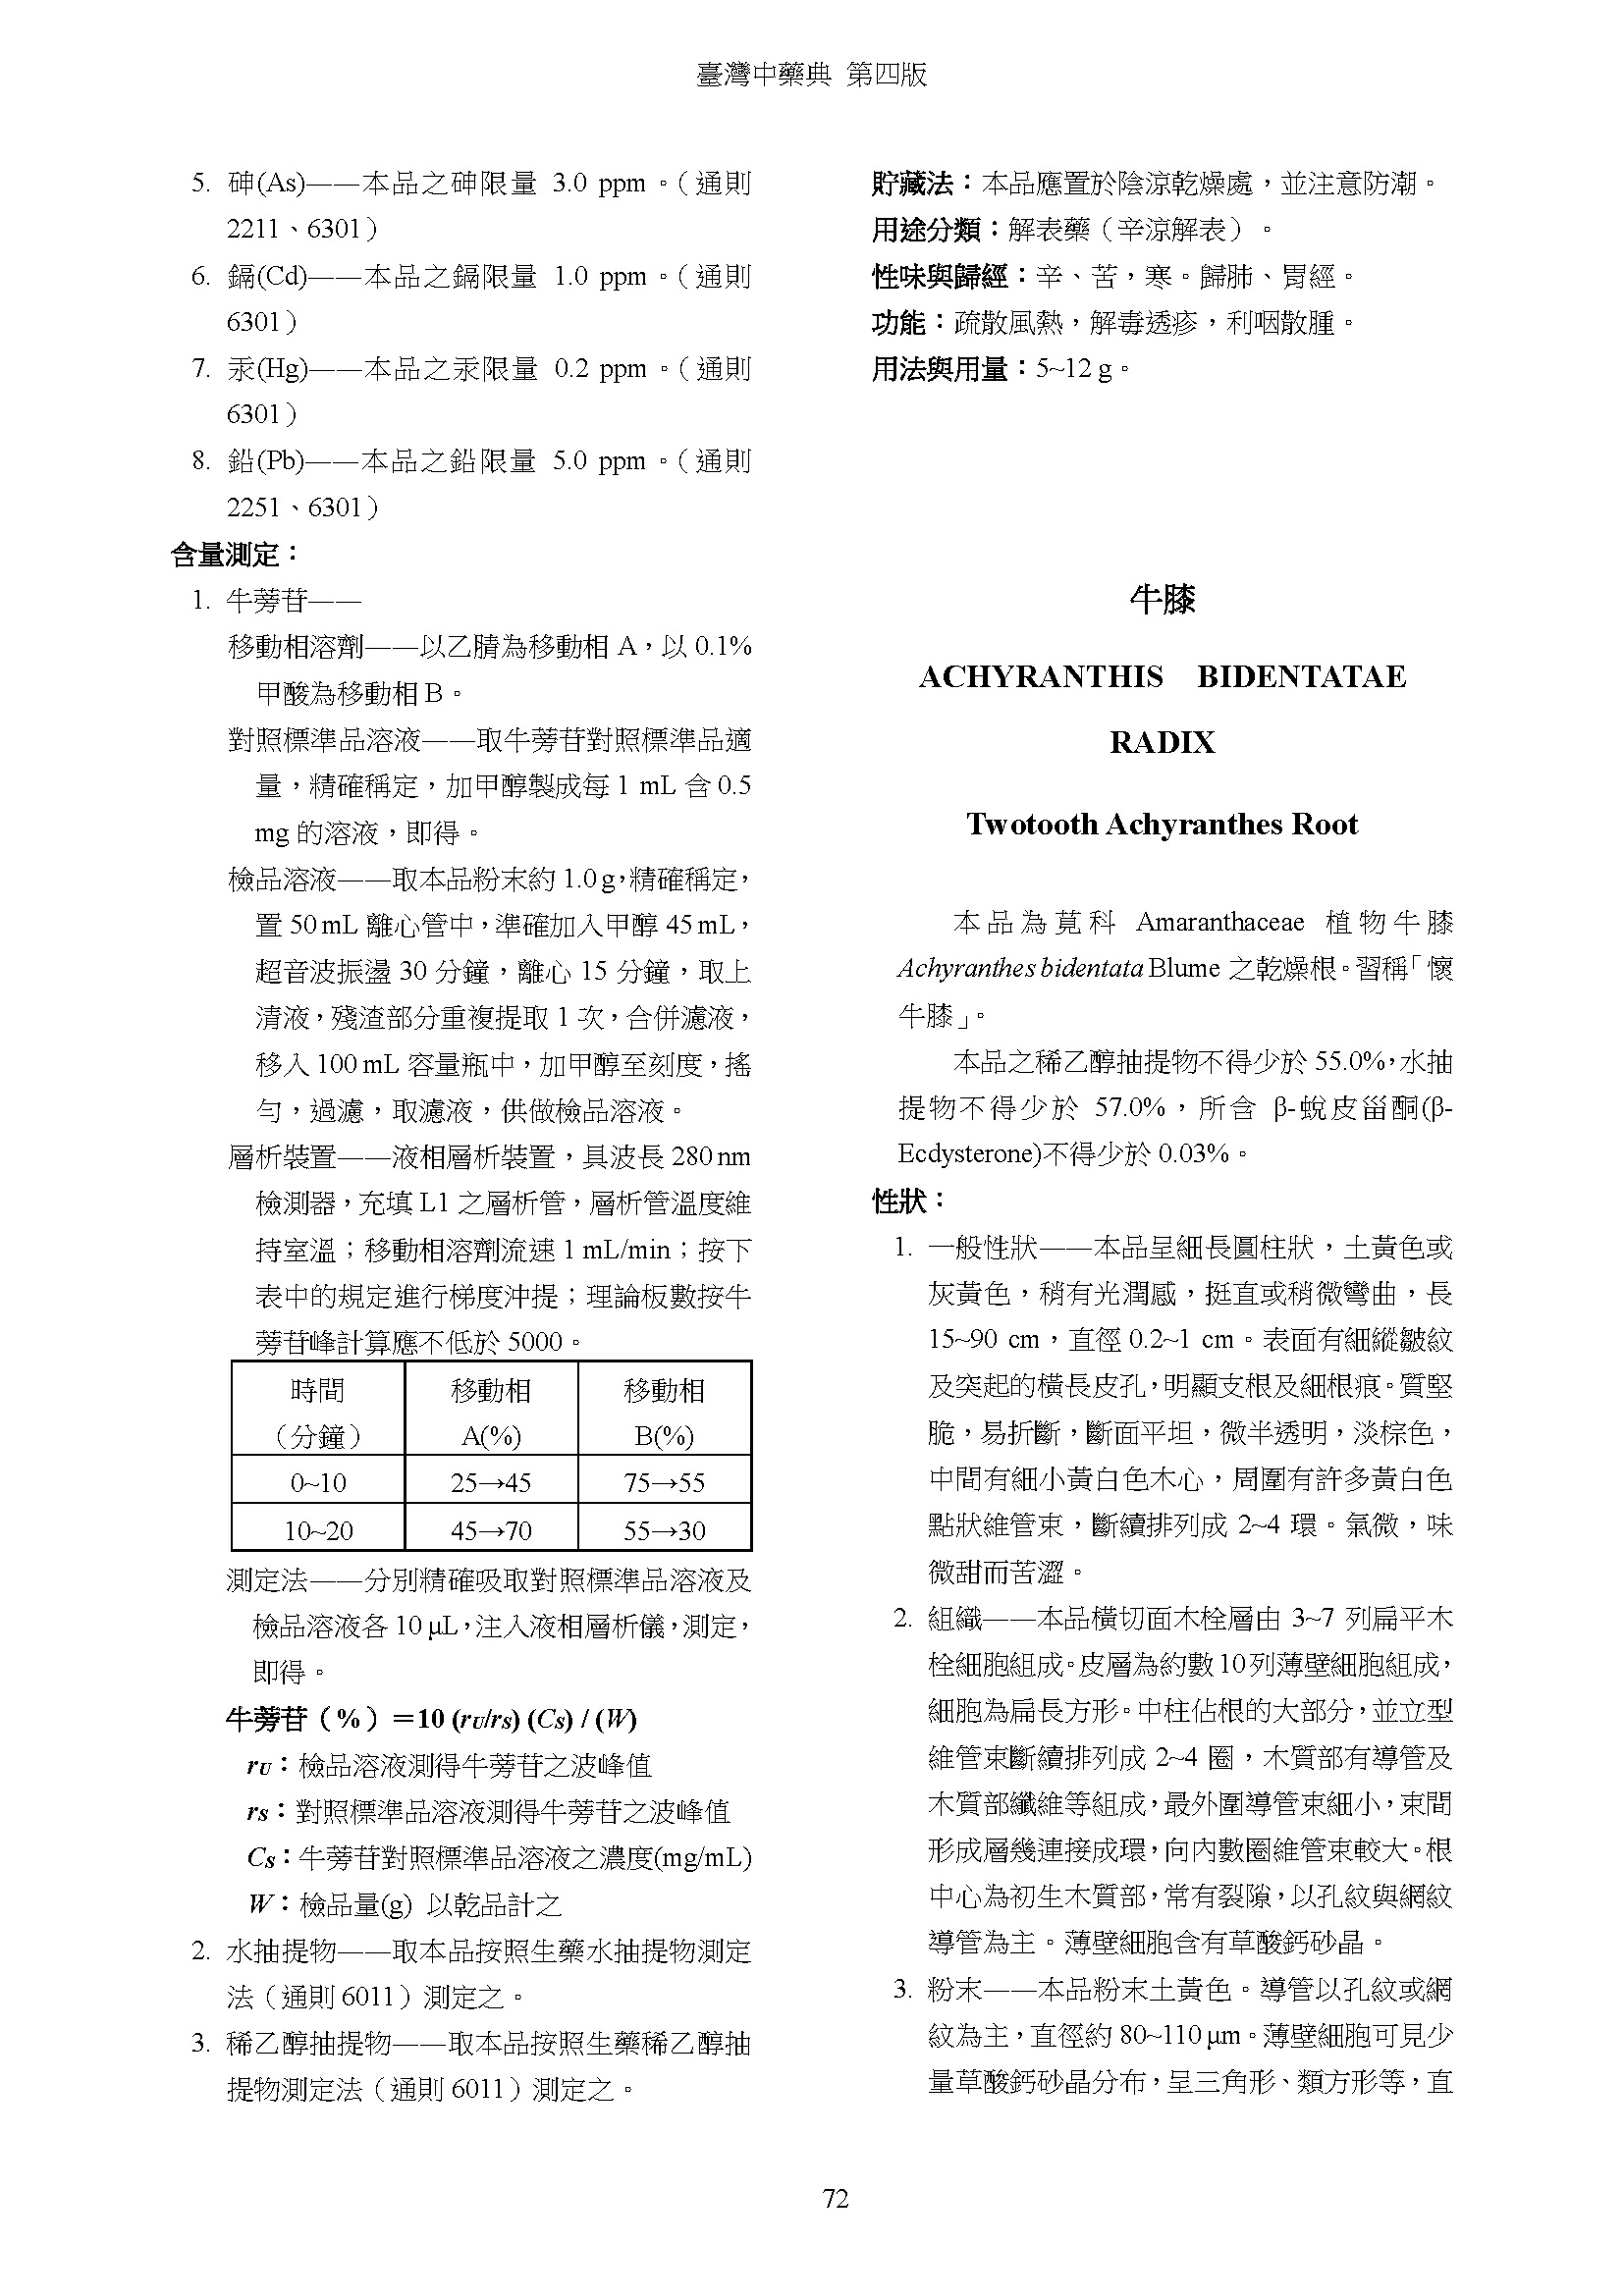 臺灣中藥典 第四版
5. 砷(As)——本品之砷限量 3.0 ppm。(通則
2211、6301)
6. 鎘(Cd)——本品之鎘限量 1.0 ppm。(通則
6301)
7. 汞(Hg)——本品之汞限量 0.2 ppm。(通則
6301)
8. 鉛(Pb)——本品之鉛限量 5.0 ppm。(通則
2251、6301)
含量測定：
1. 牛蒡苷——
移動相溶劑——以乙腈為移動相 A，以 0.1%
甲酸為移動相 B。
對照標準品溶液——取牛蒡苷對照標準品適
量，精確稱定，加甲醇製成每 1 mL 含 0.5
mg 的溶液，即得。
檢品溶液——取本品粉末約 1.0 g，精確稱定，
置 50 mL 離心管中，準確加入甲醇 45 mL，
超音波振盪 30 分鐘，離心 15 分鐘，取上
清液，殘渣部分重複提取 1 次，合併濾液，
移入 100 mL 容量瓶中，加甲醇至刻度，搖
勻，過濾，取濾液，供做檢品溶液。
層析裝置——液相層析裝置，具波長 280 nm
檢測器，充填 L1 之層析管，層析管溫度維
持室溫；移動相溶劑流速 1 mL/min；按下
表中的規定進行梯度沖提；理論板數按牛
蒡苷峰計算應不低於 5000。
時間 移動相 移動相
（分鐘） A(%) B(%)
0~10 25→45 75→55
10~20 45→70 55→30
測定法——分別精確吸取對照標準品溶液及
檢品溶液各 10 μL，注入液相層析儀，測定，
即得。
牛蒡苷（%）＝10 (rU/rS) (CS) / (W)
rU：檢品溶液測得牛蒡苷之波峰值
rS：對照標準品溶液測得牛蒡苷之波峰值
CS：牛蒡苷對照標準品溶液之濃度(mg/mL)
W：檢品量(g) 以乾品計之
2. 水抽提物——取本品按照生藥水抽提物測定
法（通則 6011）測定之。
3. 稀乙醇抽提物——取本品按照生藥稀乙醇抽
提物測定法（通則 6011）測定之。
貯藏法：本品應置於陰涼乾燥處，並注意防潮。
用途分類：解表藥（辛涼解表）。
性味與歸經：辛、苦，寒。歸肺、胃經。
功能：疏散風熱，解毒透疹，利咽散腫。
用法與用量：5~12 g。
牛膝
ACHYRANTHIS BIDENTATAE
RADIX
Twotooth Achyranthes Root
本品為莧科 Amaranthaceae 植物牛膝
Achyranthes bidentata Blume 之乾燥根。習稱「懷
牛膝」。
本品之稀乙醇抽提物不得少於 55.0%，水抽
提物不得少於 57.0%，所含 β-蛻皮甾酮(β-
Ecdysterone)不得少於 0.03%。
性狀：
1. 一般性狀——本品呈細長圓柱狀，土黃色或
灰黃色，稍有光潤感，挺直或稍微彎曲，長
15~90 cm，直徑 0.2~1 cm。表面有細縱皺紋
及突起的橫長皮孔，明顯支根及細根痕。質堅
脆，易折斷，斷面平坦，微半透明，淡棕色，
中間有細小黃白色木心，周圍有許多黃白色
點狀維管束，斷續排列成 2~4 環。氣微，味
微甜而苦澀。
2. 組織——本品橫切面木栓層由 3~7 列扁平木
栓細胞組成。皮層為約數 10 列薄壁細胞組成，
細胞為扁長方形。中柱佔根的大部分，並立型
維管束斷續排列成 2~4 圈，木質部有導管及
木質部纖維等組成，最外圍導管束細小，束間
形成層幾連接成環，向內數圈維管束較大。根
中心為初生木質部，常有裂隙，以孔紋與網紋
導管為主。薄壁細胞含有草酸鈣砂晶。
3. 粉末——本品粉末土黃色。導管以孔紋或網
紋為主，直徑約 80~110 μm。薄壁細胞可見少
量草酸鈣砂晶分布，呈三角形、類方形等，直
72